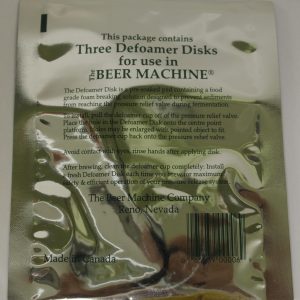 This package contains
Three Defoamer Disks
for use in
The BEER MACHINE®
The Defoamer Disk is a pre-soaked pad containing a food
grade foam breaking solution designed to prevent sediments
from reaching the pressure relief valve during fermentation.
To install, pull the defoamer cup off of the pressure relief valve.
Place the in the Defoamer Disk onto the centre point
platform. Holes may be enlarged with pointed object to fit
Press the defoamer cup back onto the pressure relief valve.
Avoid contact with eyes, rinse hands after applying disk.
After brewing, clean the defoamer cup completely. Install
a fresh Defoamer Disk each time you brew for maximum
safety & efficient operation of your pressure release system.
The Beer Machine Company
Reno, Nevada
Made in Canada